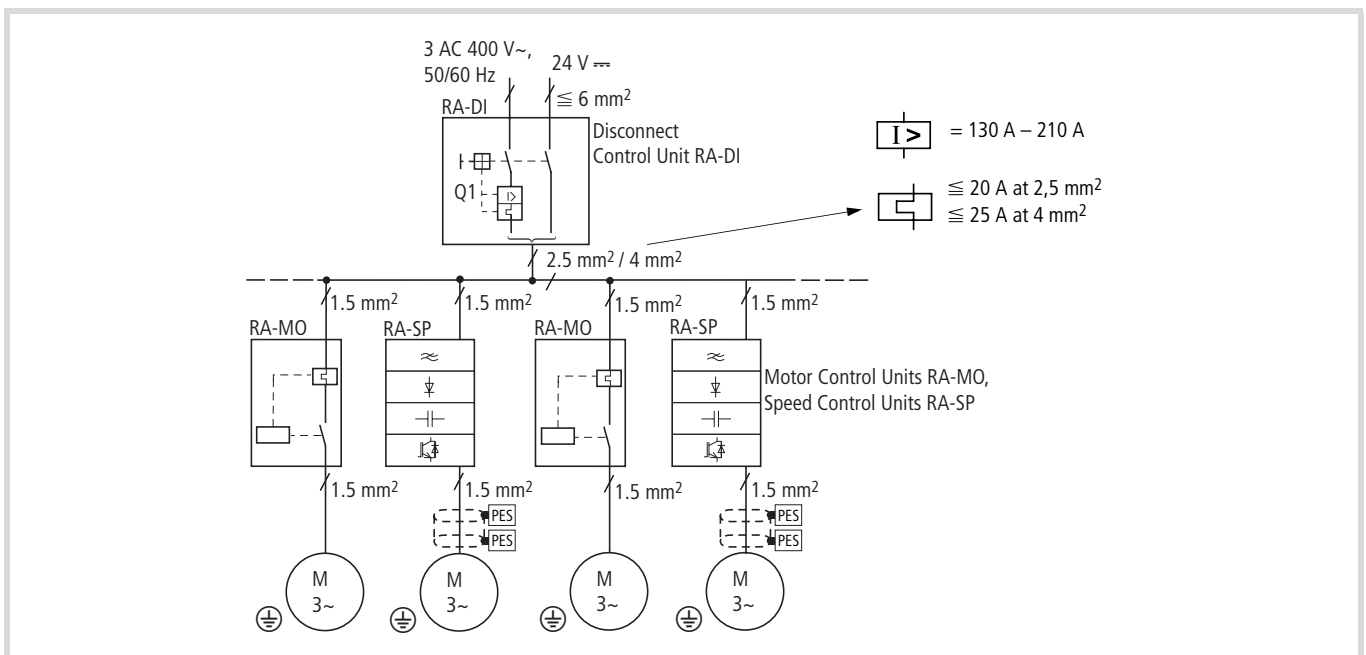 3 AC 400 V~,
50/60 Hz
24 V ⎓
≦ 6 mm²
RA-DI
Disconnect
Control Unit RA-DI
Q1
I>
I > = 130 A – 210 A
≦ 20 A at 2,5 mm²
≦ 25 A at 4 mm²
2.5 mm² / 4 mm²
1.5 mm²
1.5 mm²
1.5 mm²
1.5 mm²
RA-MO
RA-SP
RA-MO
RA-SP
Motor Control Units RA-MO,
Speed Control Units RA-SP
1.5 mm²
1.5 mm²
1.5 mm²
1.5 mm²
PES
PES
PES
PES
M
3~
M
3~
M
3~
M
3~